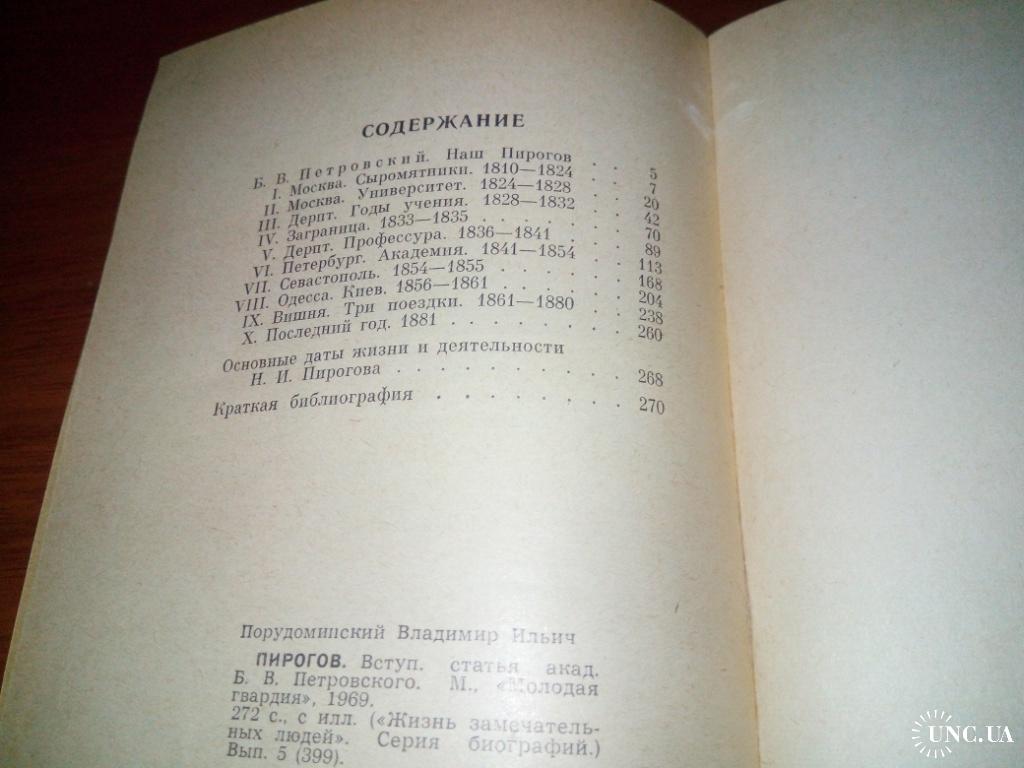 СОДЕРЖАНИЕ
Б. В. Петровский. Наш Пирогов . . 5
I. Москва. Сыромятники. 1810—1824 . . 7
II. Москва. Университет. 1824—1828 . . 20
III. Дерпт. Годы учения. 1828—1832 . . 42
IV. Заграница. 1833—1835 . . . . . . 70
V. Дерпт. Профессура. 1836—1841 . . . 89
VI. Петербург. Академия. 1841—1854 . . 113
VII. Севастополь. 1854—1855 . . . . . 168
VIII. Одесса. Киев. 1856—1861 . . . . . 204
IX. Вишня. Три поездки. 1861—1880 . . 238
X. Последний год. 1881 . . . . . . . . 260
Основные даты жизни и деятельности
Н. И. Пирогова . . . . . . . . . . 268
Краткая библиография . . . . . . . . 270
Порудоминский Владимир Ильич
ПИРОГОВ. Вступ. статья акад.
Б. В. Петровского. М., «Молодая
гвардия», 1969.
272 с., с илл. («Жизнь замечатель-
ных людей». Серия биографий.)
Вып. 5 (399).
UNC.UA